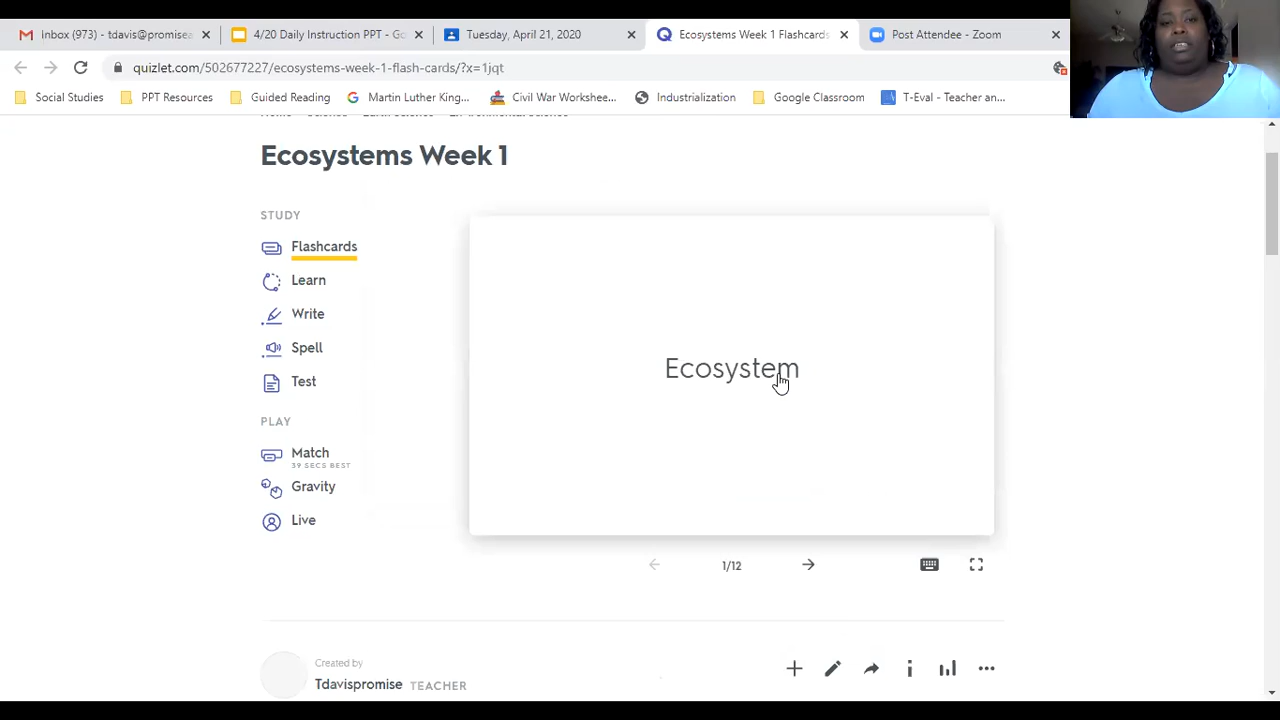 Inbox (973) - tdavis@promisea
4/20 Daily Instruction PPT - Go
Tuesday, April 21, 2020
Ecosystems Week 1 Flashcards
Post Attendee - Zoom
quizlet.com/502677227/ecosystems-week-1-flash-cards/?x=1jqt
Social Studies
PPT Resources
Guided Reading
Martin Luther King...
Civil War Workshee...
Industrialization
Google Classroom
T-Eval - Teacher an...
Ecosystems Week 1
STUDY
Flashcards
Learn
Write
Spell
Test
PLAY
Match
39 SECS BEST
Gravity
Live
Ecosystem
1/12
Created by
Tdavispromise TEACHER